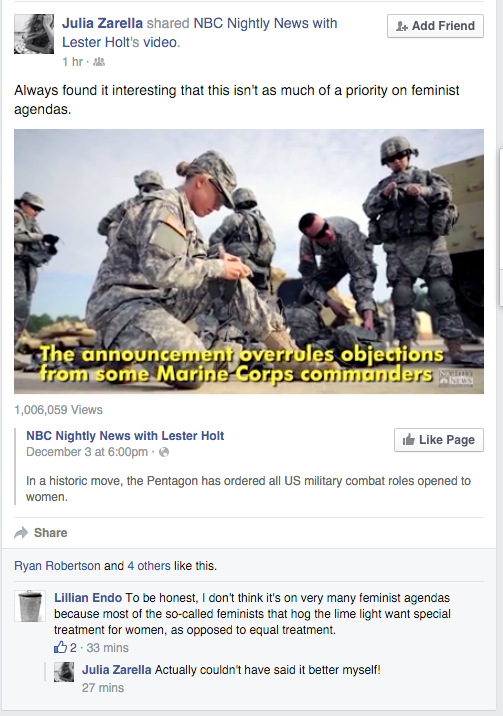 Julia Zarella shared NBC Nightly News with
Lester Holt's video.
Add Friend
1 hr ·
Always found it interesting that this isn't as much of a priority on feminist
agendas.
The announcement overrules objections
from some Marine Corps commanders
NIGHTLY
NEWS
1,006,059 Views
NBC Nightly News with Lester Holt
Like Page
December 3 at 6:00pm ·
In a historic move, the Pentagon has ordered all US military combat roles opened to
women.
Share
Ryan Robertson and 4 others like this.
Lillian Endo To be honest, I don't think it's on very many feminist agendas
because most of the so-called feminists that hog the lime light want special
treatment for women, as opposed to equal treatment.
2 · 33 mins
Julia Zarella Actually couldn't have said it better myself!
27 mins